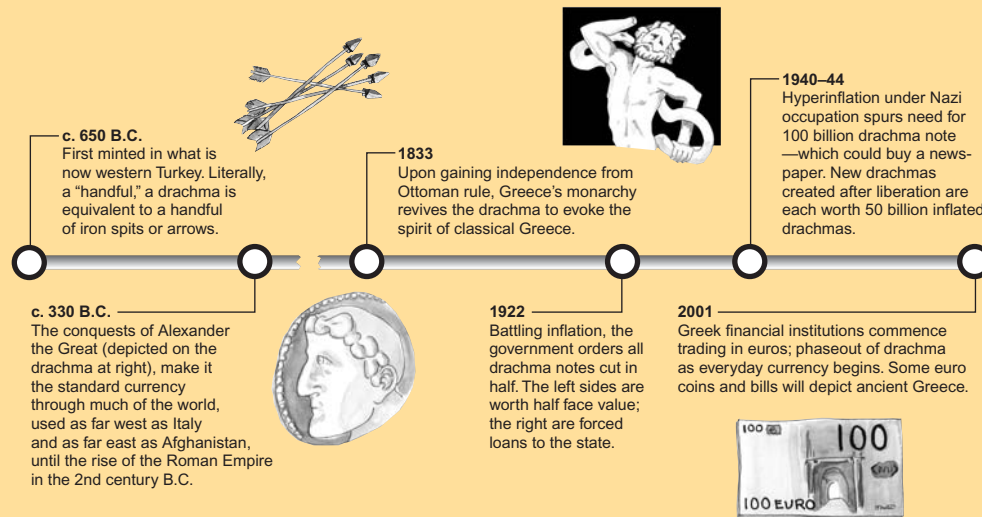 c. 650 B.C.
First minted in what is
now western Turkey. Literally,
a “handful,” a drachma is
equivalent to a handful
of iron spits or arrows.
c. 330 B.C.
The conquests of Alexander
the Great (depicted on the
drachma at right), make it
the standard currency
through much of the world,
used as far west as Italy
and as far east as Afghanistan,
until the rise of the Roman Empire
in the 2nd century B.C.
1833
Upon gaining independence from
Ottoman rule, Greece’s monarchy
revives the drachma to evoke the
spirit of classical Greece.
1922
Battling inflation, the
government orders all
drachma notes cut in
half. The left sides are
worth half face value;
the right are forced
loans to the state.
1940–44
Hyperinflation under Nazi
occupation spurs need for
100 billion drachma note
—which could buy a news-
paper. New drachmas
created after liberation are
each worth 50 billion inflated
drachmas.
2001
Greek financial institutions commence
trading in euros; phaseout of drachma
as everyday currency begins. Some euro
coins and bills will depict ancient Greece.
100
100
100 EURO